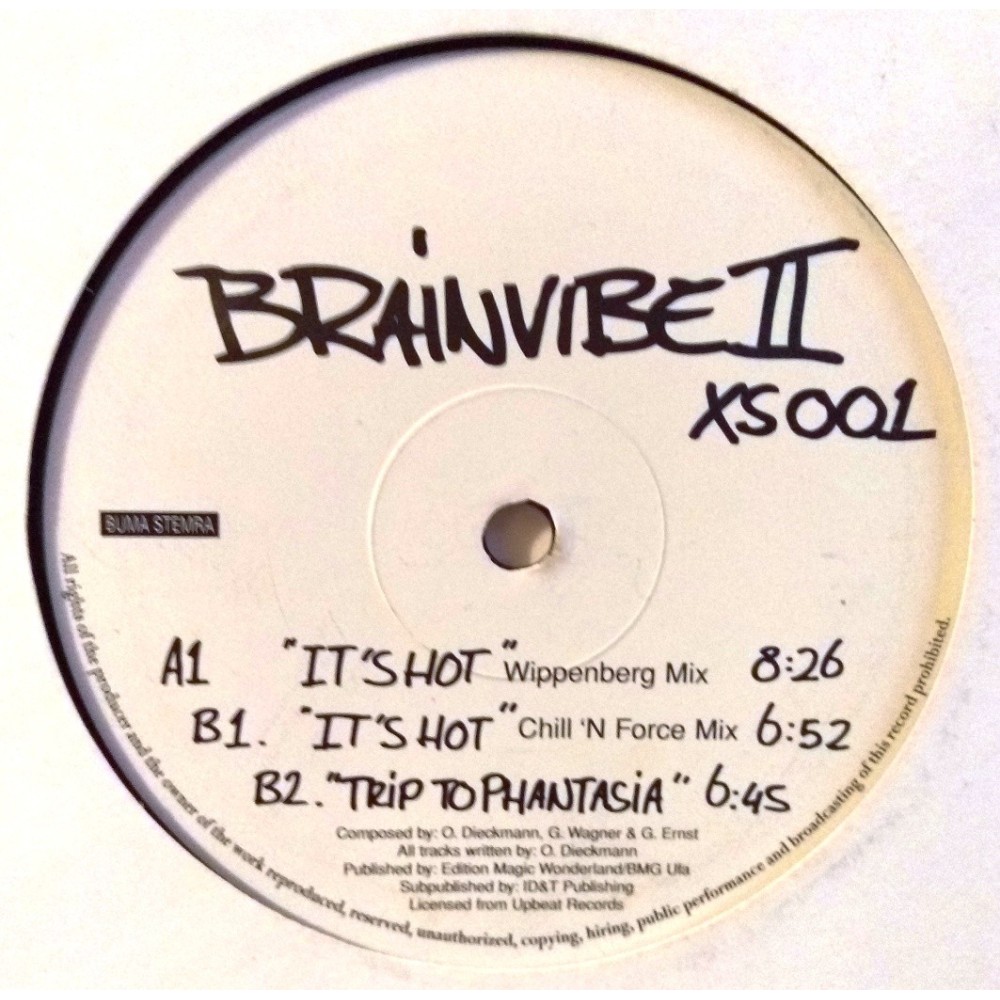 BRAiNVIBE II
XS001
BUMA STEMRA
A1 "IT'S HOT" Wippenberg Mix 8:26
B1. "IT'S HOT" Chill 'N Force Mix 6:52
B2. "TRiP TO PHANTASiA" 6:45
Composed by: O. Dieckmann, G. Wagner & G. Ernst
All tracks written by: O. Dieckmann
Published by: Edition Magic Wonderland/BMG Ufa
Subpublished by: ID&T Publishing
Licensed from Upbeat Records
All rights of the producer and the owner of the work reproduced, reserved, unauthorized, copying, hiring, public performance and broadcasting of this record prohibited.